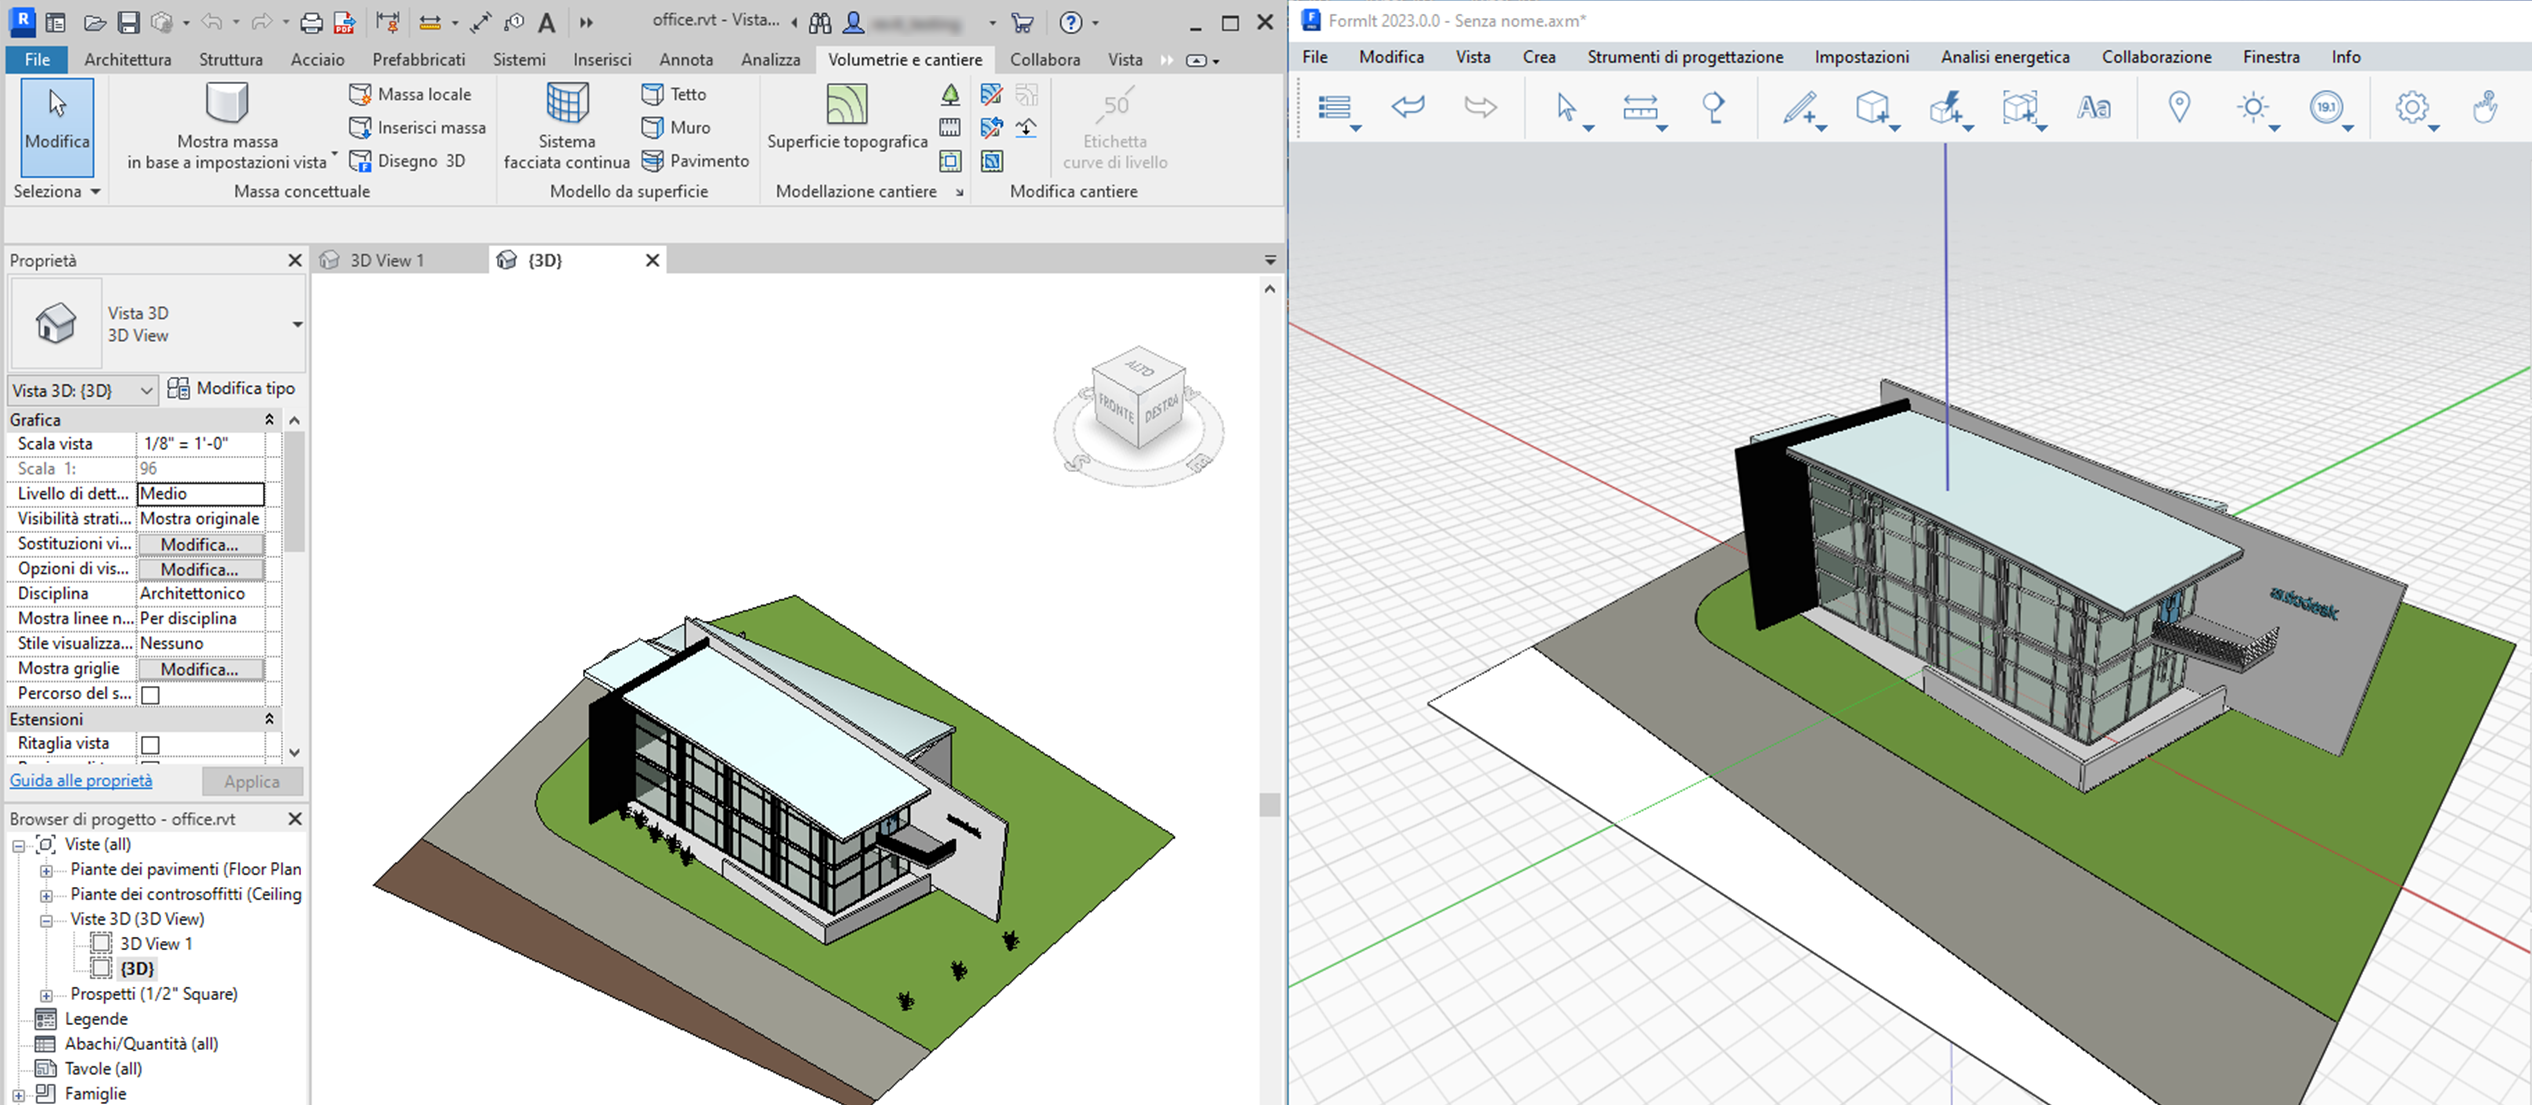 office.rvt - Vista...
File Architettura Struttura Acciaio Prefabbricati Sistemi Inserisci Annota Analizza Volumetrie e cantiere Collabora Vista
Modifica
Seleziona
Mostra massa
in base a impostazioni vista
Massa locale
Inserisci massa
Disegno 3D
Massa concettuale
Sistema
facciata continua
Tetto
Muro
Pavimento
Modello da superficie
Superficie topografica
Modellazione cantiere
50
Etichetta
curve di livello
Modifica cantiere
Proprietà
Vista 3D
3D View
Vista 3D: {3D}
Modifica tipo
Grafica
Scala vista 1/8" = 1'-0"
Scala 1: 96
Livello di dett... Medio
Visibilità strati... Mostra originale
Sostituzioni vi... Modifica...
Opzioni di vis... Modifica...
Disciplina Architettonico
Mostra linee n... Per disciplina
Stile visualizza... Nessuno
Mostra griglie Modifica...
Percorso del s...
Estensioni
Ritaglia vista
Guida alle proprietà Applica
Browser di progetto - office.rvt
Viste (all)
Piante dei pavimenti (Floor Plan
Piante dei controsoffitti (Ceiling
Viste 3D (3D View)
3D View 1
{3D}
Prospetti (1/2" Square)
Legende
Abachi/Quantità (all)
Tavole (all)
Famiglie
3D View 1 {3D}
ALTO
FRONTE DESTRA
FormIt 2023.0.0 - Senza nome.axm*
File Modifica Vista Crea Strumenti di progettazione Impostazioni Analisi energetica Collaborazione Finestra Info
Aa
19.1
autodesk